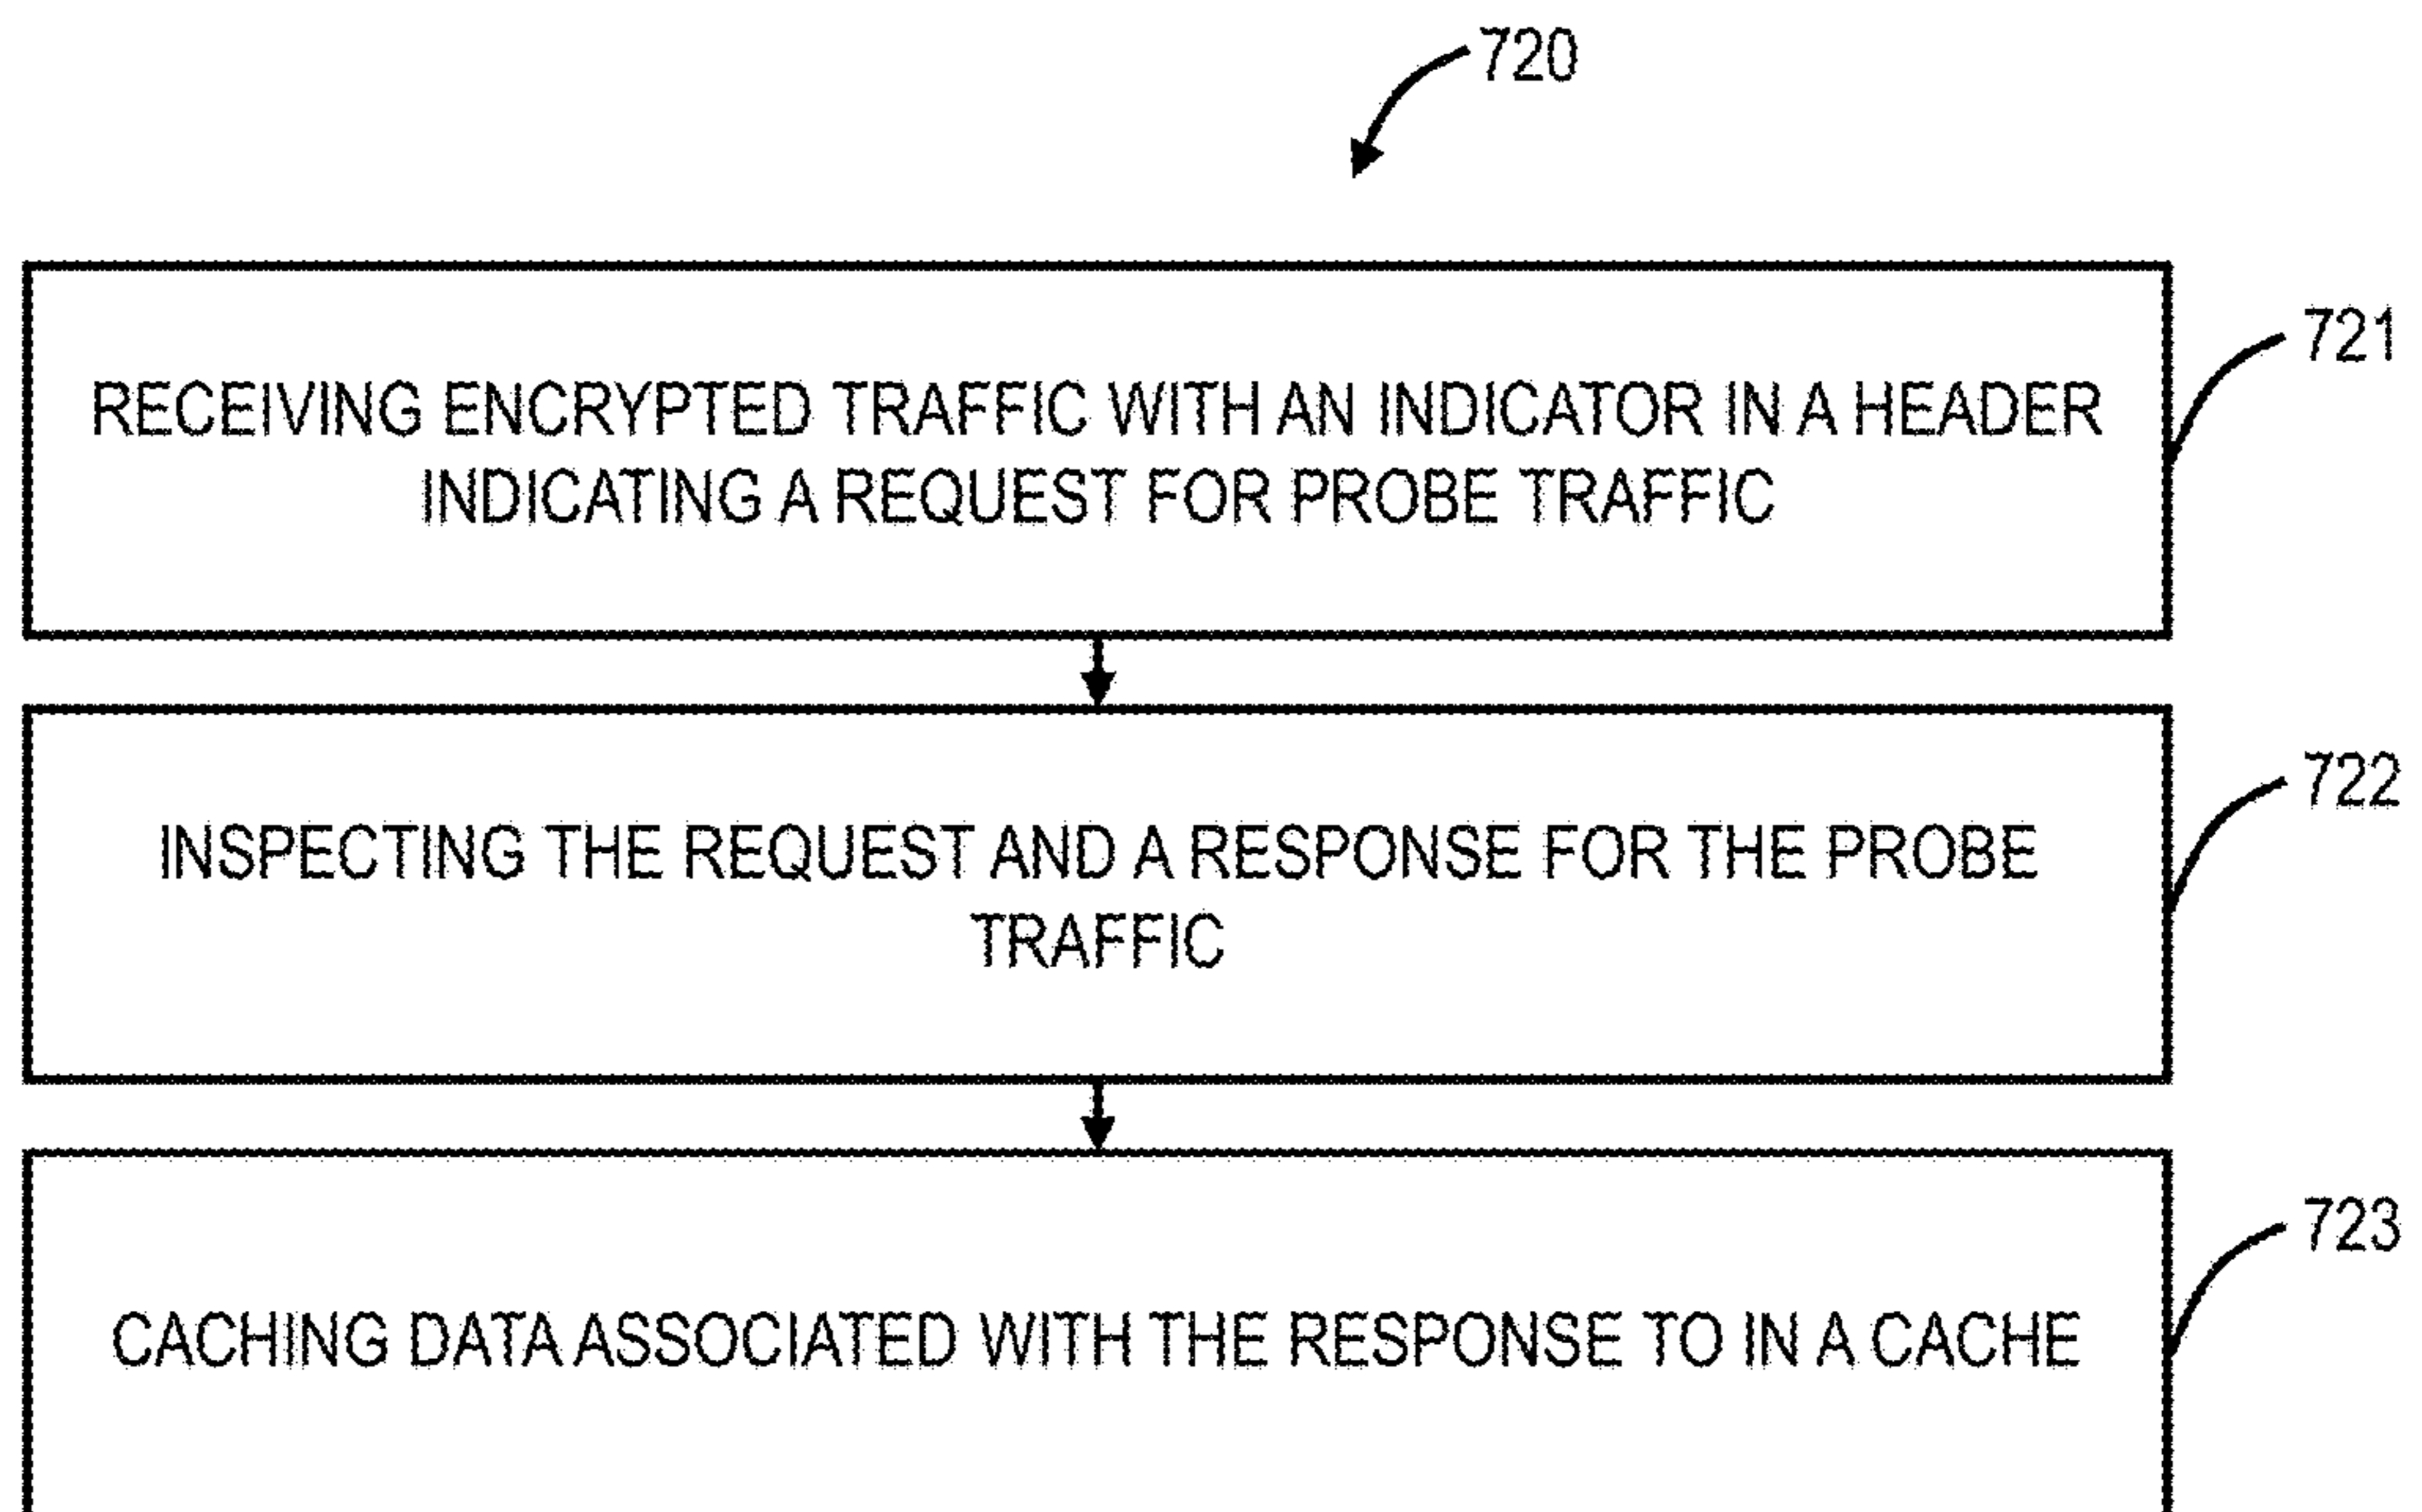 720
RECEIVING ENCRYPTED TRAFFIC WITH AN INDICATOR IN A HEADER
INDICATING A REQUEST FOR PROBE TRAFFIC
721
INSPECTING THE REQUEST AND A RESPONSE FOR THE PROBE
TRAFFIC
722
CACHING DATA ASSOCIATED WITH THE RESPONSE TO IN A CACHE
723